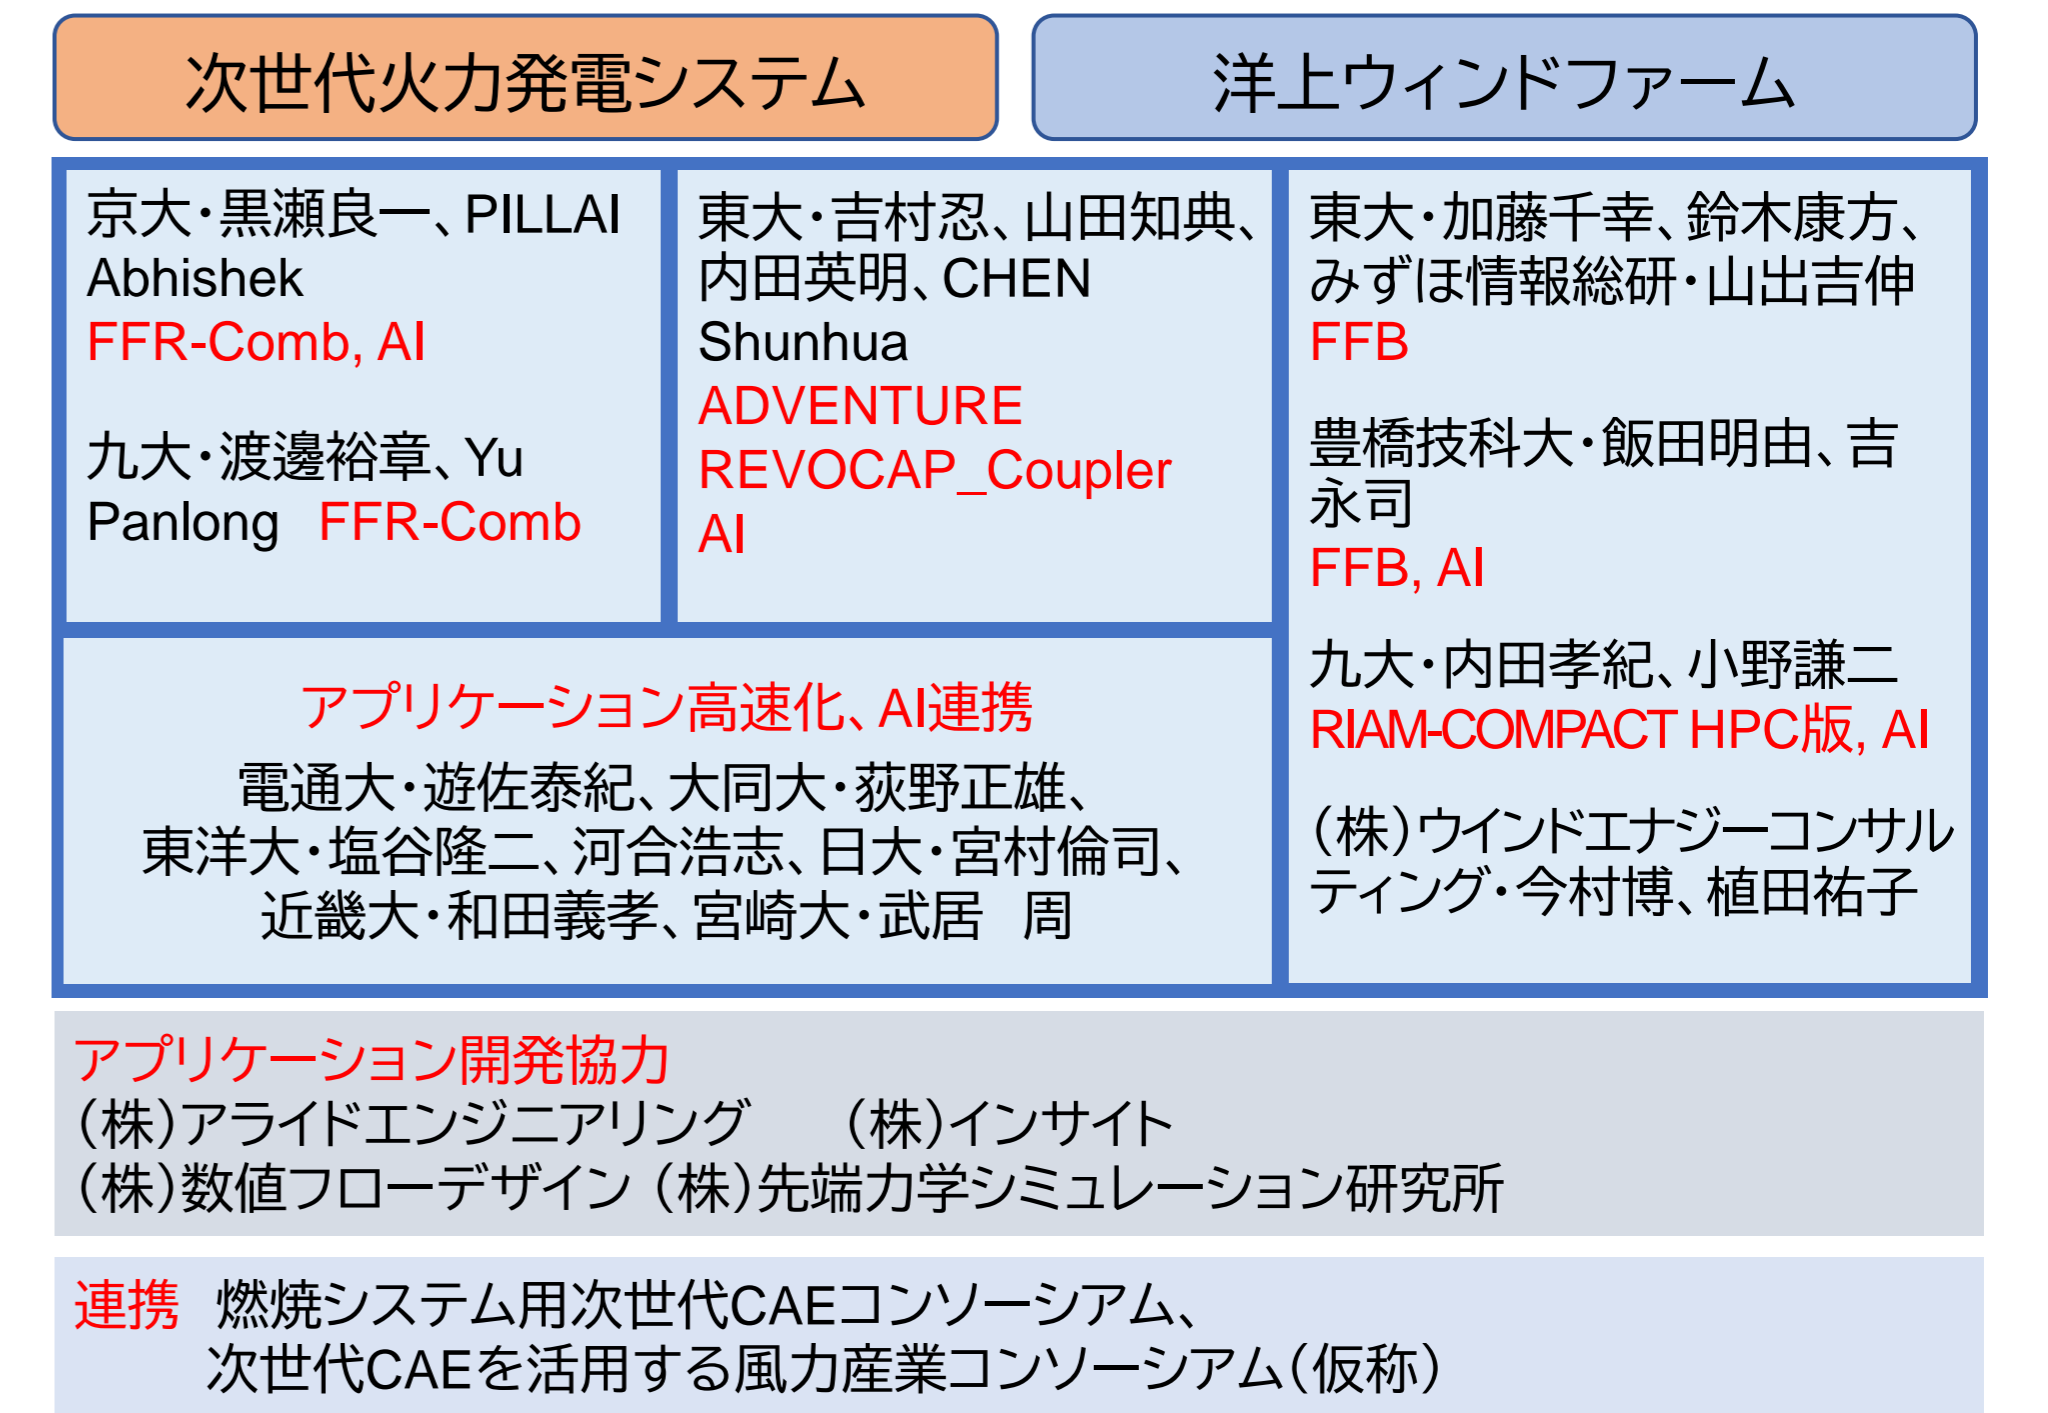 次世代火力発電システム
洋上ウィンドファーム
京大・黒瀬良一、PILLAI
Abhishek
FFR-Comb, AI
九大・渡邊裕章、Yu
Panlong　FFR-Comb
東大・吉村忍、山田知典、
内田英明、CHEN
Shunhua
ADVENTURE
REVOCAP_Coupler
AI
東大・加藤千幸、鈴木康方、
みずほ情報総研・山出吉伸
FFB
豊橋技科大・飯田明由、吉
永司
FFB, AI
九大・内田孝紀、小野謙二
RIAM-COMPACT HPC版, AI
（株）ウインドエナジーコンサル
ティング・今村博、植田祐子
アプリケーション高速化、AI連携
電通大・遊佐泰紀、大同大・荻野正雄、
東洋大・塩谷隆二、河合浩志、日大・宮村倫司、
近畿大・和田義孝、宮崎大・武居　周
アプリケーション開発協力
（株）アライドエンジニアリング　　（株）インサイト
（株）数値フローデザイン （株）先端力学シミュレーション研究所
連携　燃焼システム用次世代CAEコンソーシアム、
次世代CAEを活用する風力産業コンソーシアム（仮称）